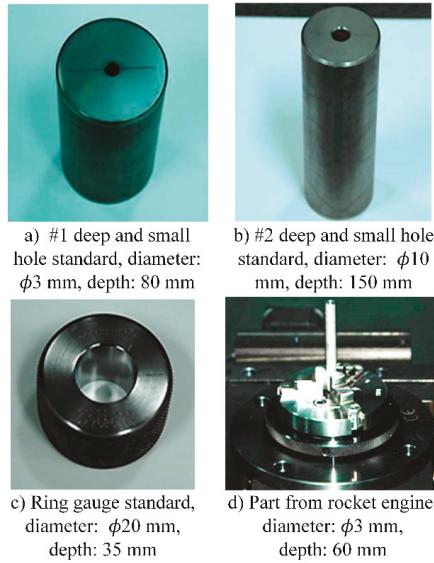 a) #1 deep and small
hole standard, diameter:
ϕ3 mm, depth: 80 mm
b) #2 deep and small hole
standard, diameter: ϕ10
mm, depth: 150 mm
c) Ring gauge standard,
diameter: ϕ20 mm,
depth: 35 mm
d) Part from rocket engine
diameter: ϕ3 mm,
depth: 60 mm